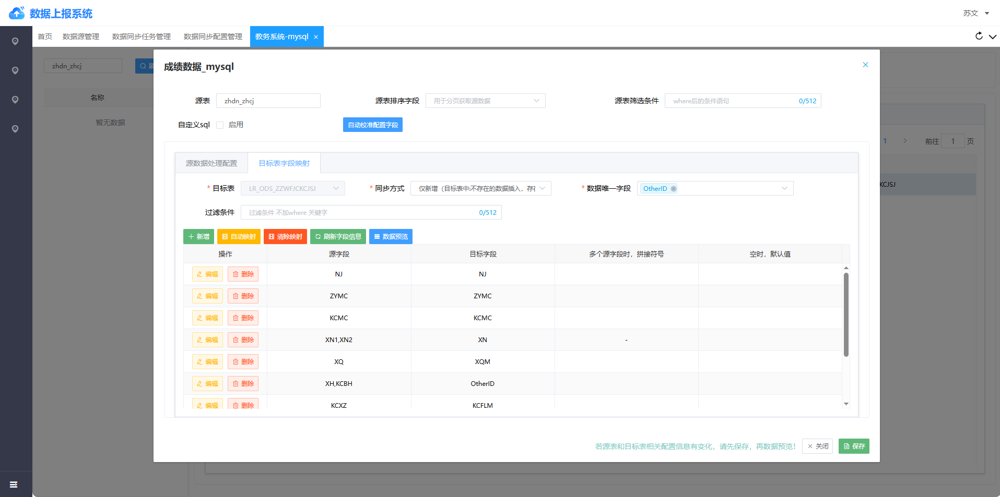 数据上报系统
苏文
首页 数据源管理 数据同步任务管理 数据同步配置管理 教务系统-mysql
zhdn_zhcj
名称
暂无数据
成绩数据_mysql
源表 zhdn_zhcj 源表排序字段 用于分页获取源数据 源表筛选条件 where后的条件语句 0/512
自定义sql 启用 自动校准配置字段
1 前往 1 页
源数据处理配置 目标表字段映射
* 目标表 LR_ODS_ZZWFJCKCJSJ * 同步方式 仅新增（目标表中:不存在的数据插入，存在 * 数据唯一字段 OtherID
KCJSJ
过滤条件 过滤条件 不加where 关键字 0/512
新增 自动映射 清除映射 刷新字段信息 数据预览
操作 源字段 目标字段 多个源字段时，拼接符号 空时，默认值
编辑 删除 NJ NJ
编辑 删除 ZYMC ZYMC
编辑 删除 KCMC KCMC
编辑 删除 XN1,XN2 XN -
编辑 删除 XQ XQM
编辑 删除 XH,KCBH OtherID
编辑 删除 KCXZ KCFLM
若源表和目标表相关配置信息有变化，请先保存，再数据预览！ 关闭 保存